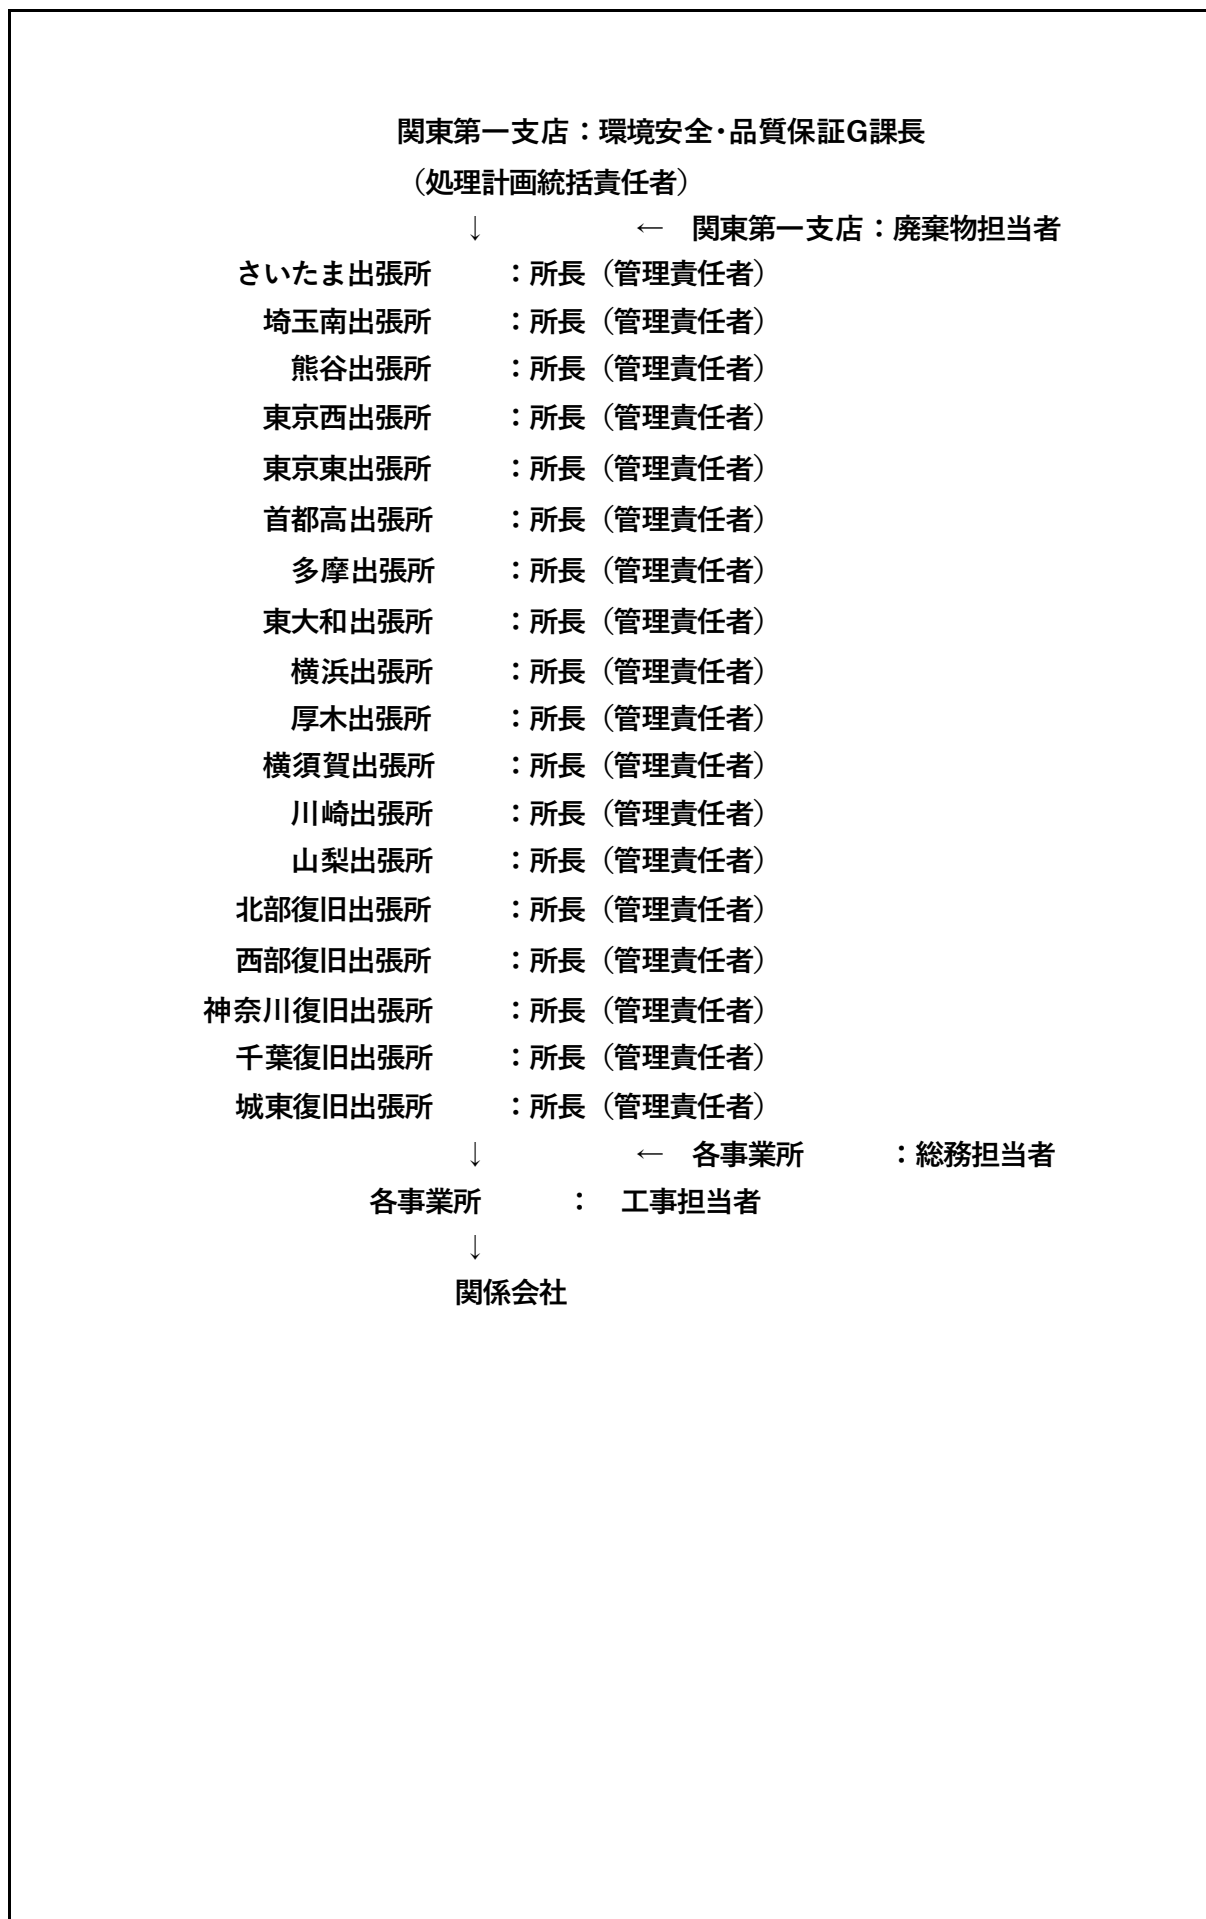 関東第一支店：環境安全・品質保証G課長
（処理計画統括責任者）
↓　← 関東第一支店：廃棄物担当者
さいたま出張所　：所長（管理責任者）
埼玉南出張所　：所長（管理責任者）
熊谷出張所　：所長（管理責任者）
東京西出張所　：所長（管理責任者）
東京東出張所　：所長（管理責任者）
首都高出張所　：所長（管理責任者）
多摩出張所　：所長（管理責任者）
東大和出張所　：所長（管理責任者）
横浜出張所　：所長（管理責任者）
厚木出張所　：所長（管理責任者）
横須賀出張所　：所長（管理責任者）
川崎出張所　：所長（管理責任者）
山梨出張所　：所長（管理責任者）
北部復旧出張所　：所長（管理責任者）
西部復旧出張所　：所長（管理責任者）
神奈川復旧出張所　：所長（管理責任者）
千葉復旧出張所　：所長（管理責任者）
城東復旧出張所　：所長（管理責任者）
↓　← 各事業所　：総務担当者
各事業所　：　工事担当者
↓
関係会社